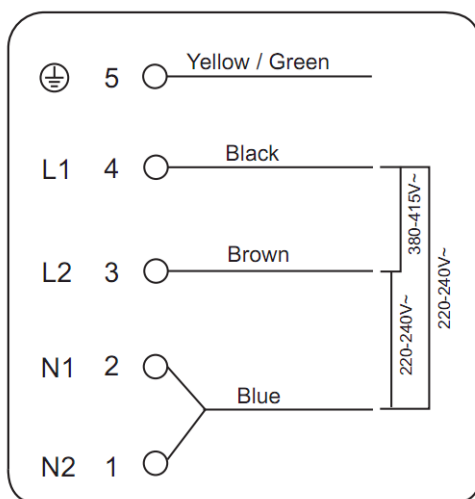 5 Yellow / Green
L1 4 Black
L2 3 Brown
N1 2
Blue
N2 1
380-415V~
220-240V~
220-240V~